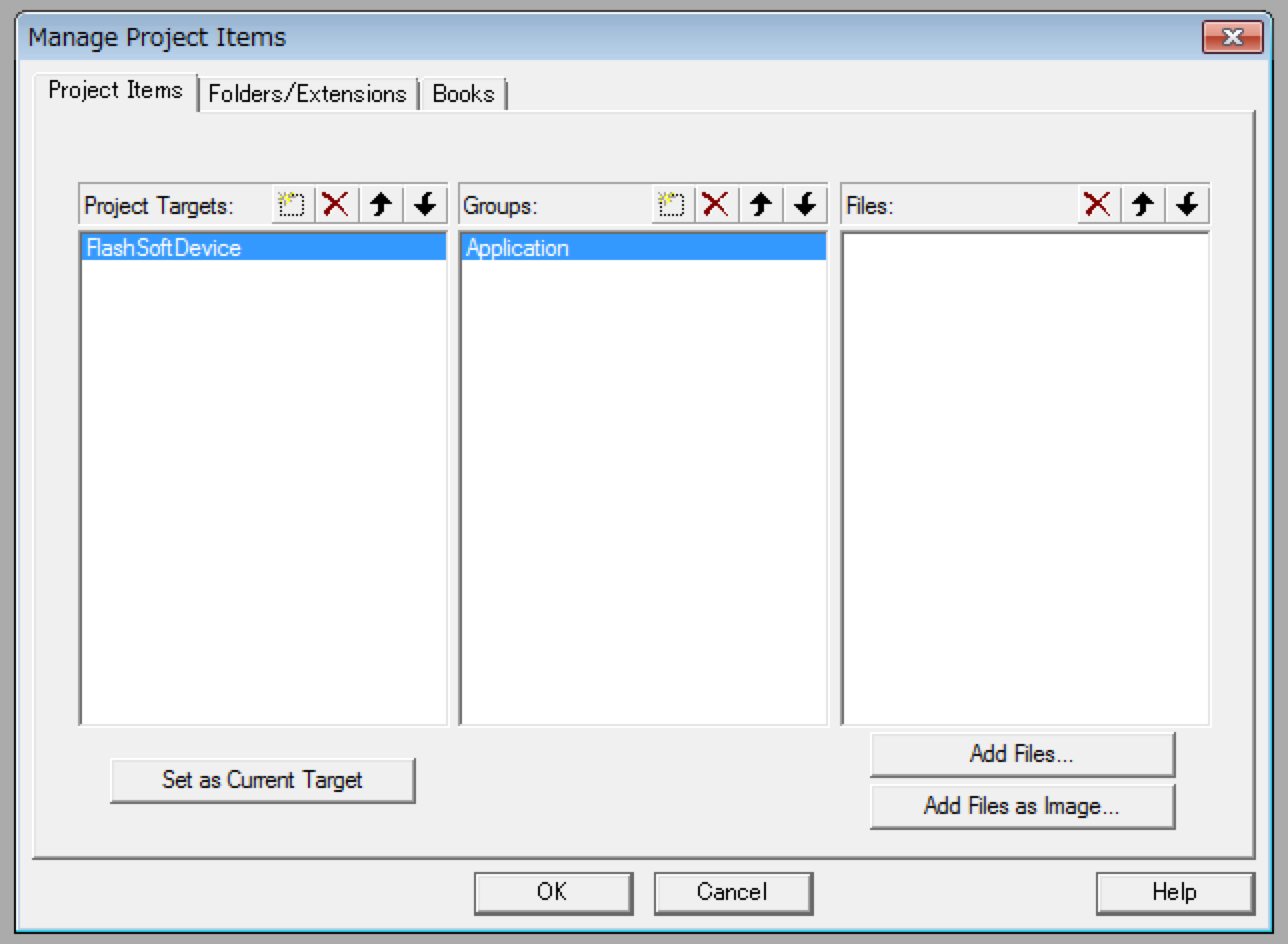 Manage Project Items
Project Items
Folders/Extensions
Books
Project Targets:
Groups:
Files:
FlashSoftDevice
Application
Add Files...
Set as Current Target
Add Files as Image...
OK
Cancel
Help